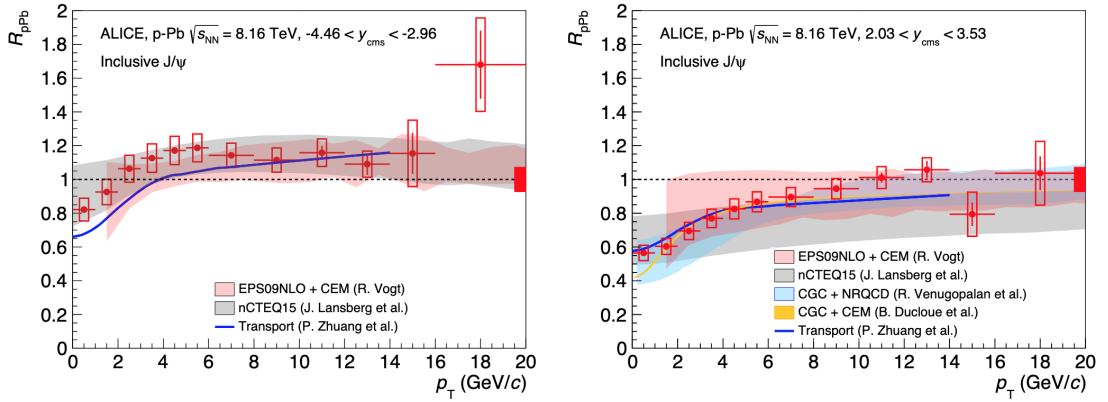 R_pPb
2
1.8
1.6
1.4
1.2
1
0.8
0.6
0.4
0.2
0
ALICE, p-Pb √s_NN = 8.16 TeV, -4.46 < y_cms < -2.96
Inclusive J/ψ
EPS09NLO + CEM (R. Vogt)
nCTEQ15 (J. Lansberg et al.)
Transport (P. Zhuang et al.)
0 2 4 6 8 10 12 14 16 18 20
p_T (GeV/c)
R_pPb
2
1.8
1.6
1.4
1.2
1
0.8
0.6
0.4
0.2
0
ALICE, p-Pb √s_NN = 8.16 TeV, 2.03 < y_cms < 3.53
Inclusive J/ψ
EPS09NLO + CEM (R. Vogt)
nCTEQ15 (J. Lansberg et al.)
CGC + NRQCD (R. Venugopalan et al.)
CGC + CEM (B. Ducloue et al.)
Transport (P. Zhuang et al.)
0 2 4 6 8 10 12 14 16 18 20
p_T (GeV/c)